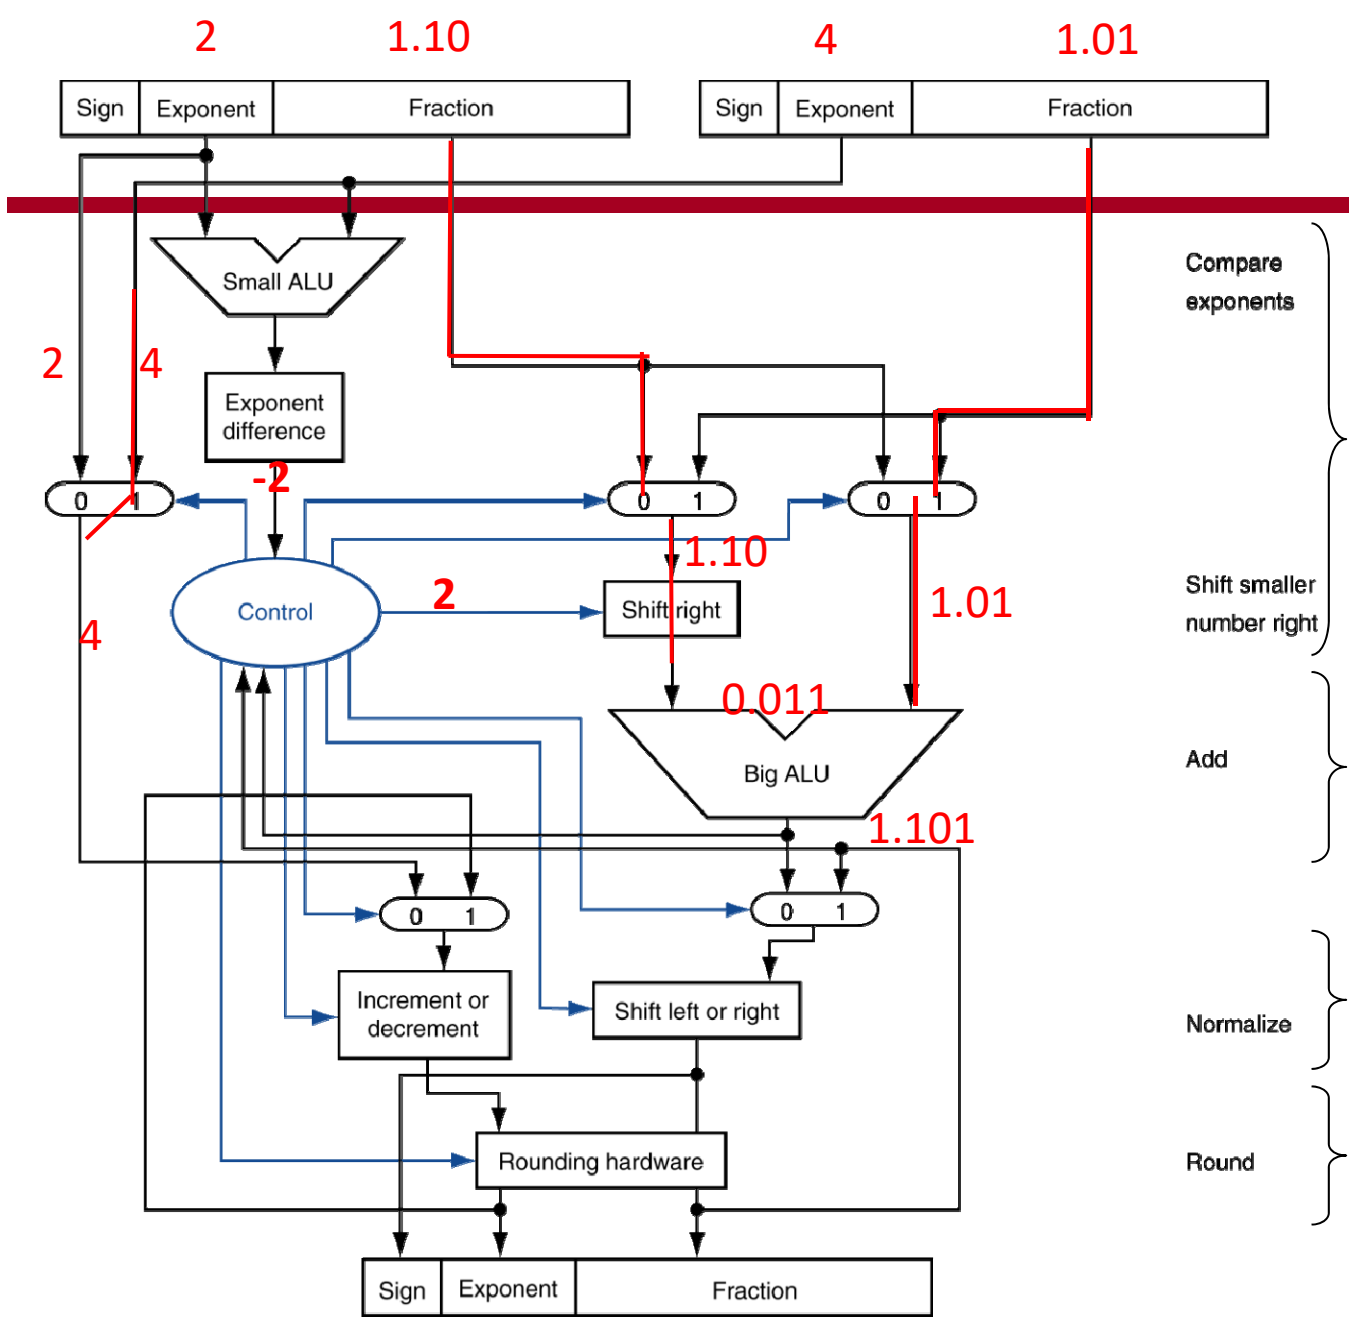 2
1.10
4
1.01
Sign Exponent Fraction
Sign Exponent Fraction
Small ALU
Compare
exponents
2
4
Exponent
difference
-2
0 1
0 1
0 1
1.10
Control
2
Shift right
1.01
Shift smaller
number right
4
0.011
Big ALU
Add
1.101
0 1
0 1
Increment or
decrement
Shift left or right
Normalize
Rounding hardware
Round
Sign Exponent Fraction